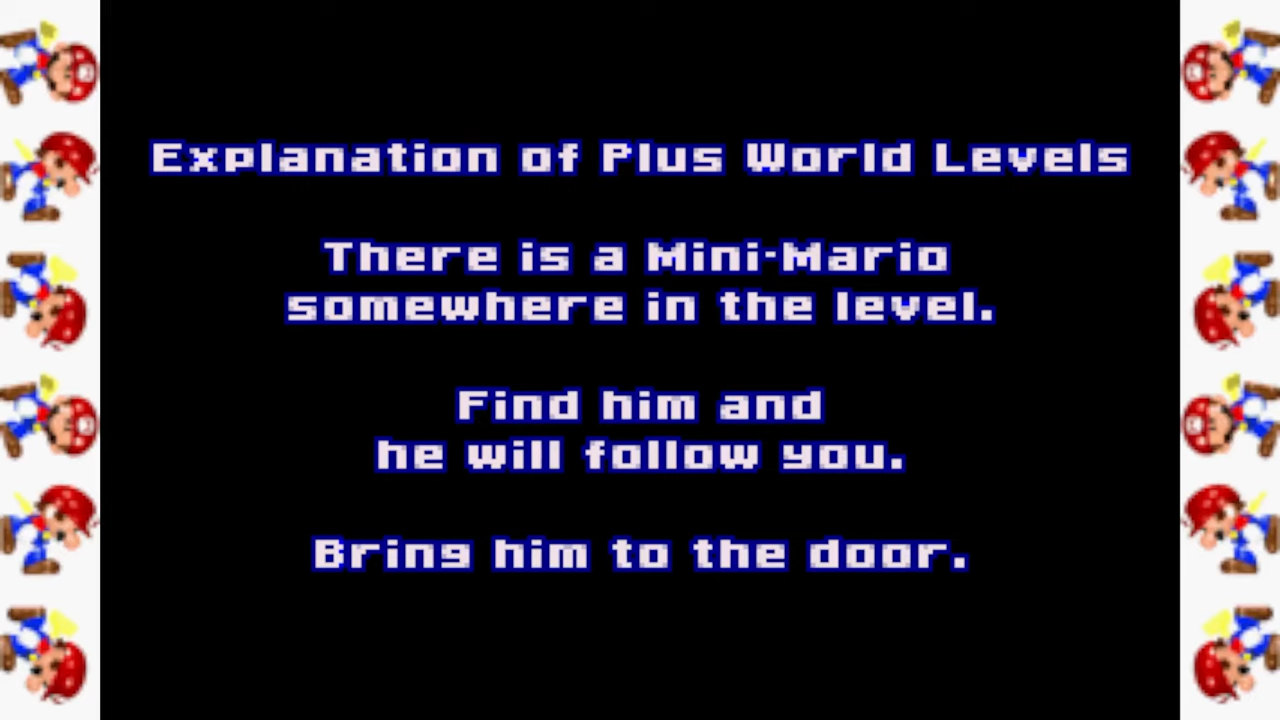 Explanation of Plus World Levels
There is a Mini-Mario
somewhere in the level.
Find him and
he will follow you.
Bring him to the door.